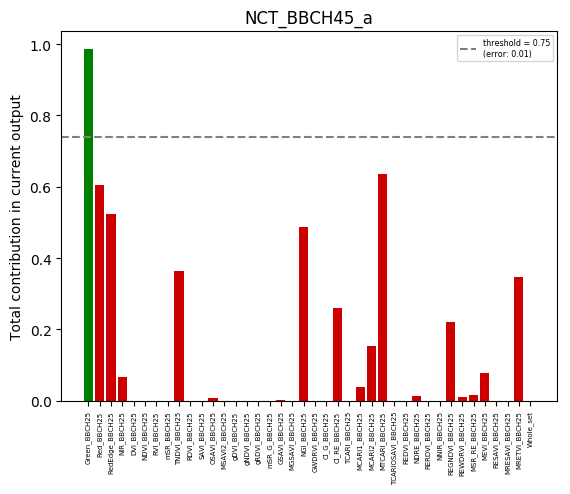 NCT_BBCH45_a
Total contribution in current output
1.0
0.8
0.6
0.4
0.2
0.0
threshold = 0.75
(error: 0.01)
Green_BBCH25
Red_BBCH25
RedEdge_BBCH25
NIR_BBCH25
DVI_BBCH25
NDVI_BBCH25
RVI_BBCH25
mSR_BBCH25
TNDVI_BBCH25
RDVI_BBCH25
SAVI_BBCH25
OSAVI_BBCH25
MSAVI2_BBCH25
gDVI_BBCH25
gNDVI_BBCH25
gRDVI_BBCH25
mSR_G_BBCH25
GSAVI_BBCH25
MGSAVI_BBCH25
NGI_BBCH25
GWDRVI_BBCH25
CI_G_BBCH25
CI_RE_BBCH25
TCARI_BBCH25
MCARI1_BBCH25
MCARI2_BBCH25
MTCARI_BBCH25
TCARIOSAVI_BBCH25
REDVI_BBCH25
NDRE_BBCH25
RERDVI_BBCH25
NNIR_BBCH25
REGNDVI_BBCH25
REWDRVI_BBCH25
MSR_RE_BBCH25
MEVI_BBCH25
RESAVI_BBCH25
MRESAVI_BBCH25
MRETVI_BBCH25
Whole_set